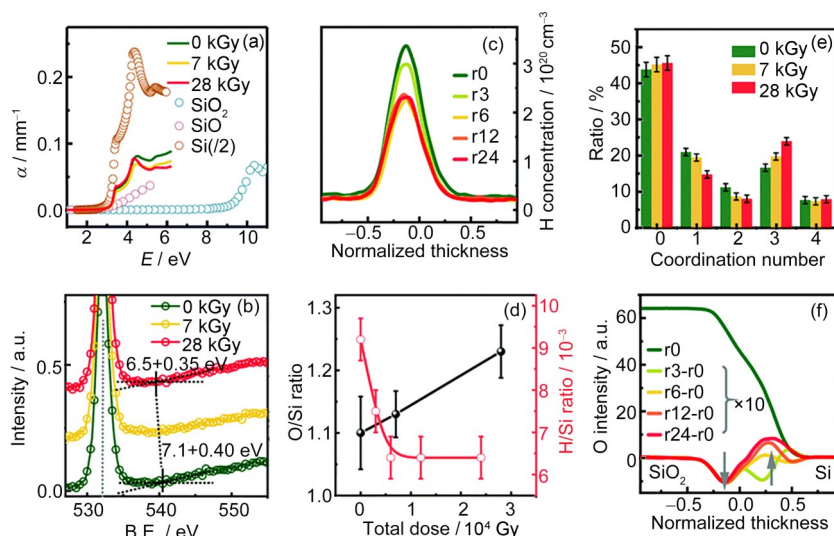 (a)
0 kGy
7 kGy
28 kGy
SiO2
SiO
Si(/2)
α / mm−1
0.2
0.1
0.0
2 4 6 8 10
E / eV
(c)
r0
r3
r6
r12
r24
H concentration / 10^20 cm−3
3
2
1
0
−0.5 0.0 0.5
Normalized thickness
(e)
0 kGy
7 kGy
28 kGy
Ratio / %
50
40
30
20
10
0
0 1 2 3 4
Coordination number
(b)
0 kGy
7 kGy
28 kGy
6.5+0.35 eV
7.1+0.40 eV
Intensity / a.u.
0.5
0.0
530 540 550
B.E. / eV
(d)
O/Si ratio
1.3
1.2
1.1
1.0
H/Si ratio / 10−3
10
9
8
7
6
0 1 2 3
Total dose / 10^4 Gy
(f)
r0
r3-r0
r6-r0
r12-r0
r24-r0
×10
SiO2
Si
O intensity / a.u.
60
40
20
0
−0.5 0.0 0.5
Normalized thickness